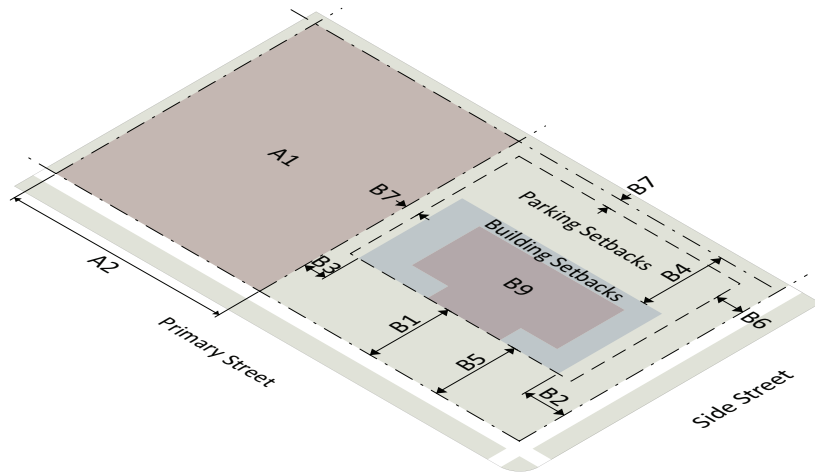 A1
A2
Primary Street
B7
B3
B7
Parking Setbacks
Building Setbacks
B9
B4
B1
B5
B6
B2
Side Street